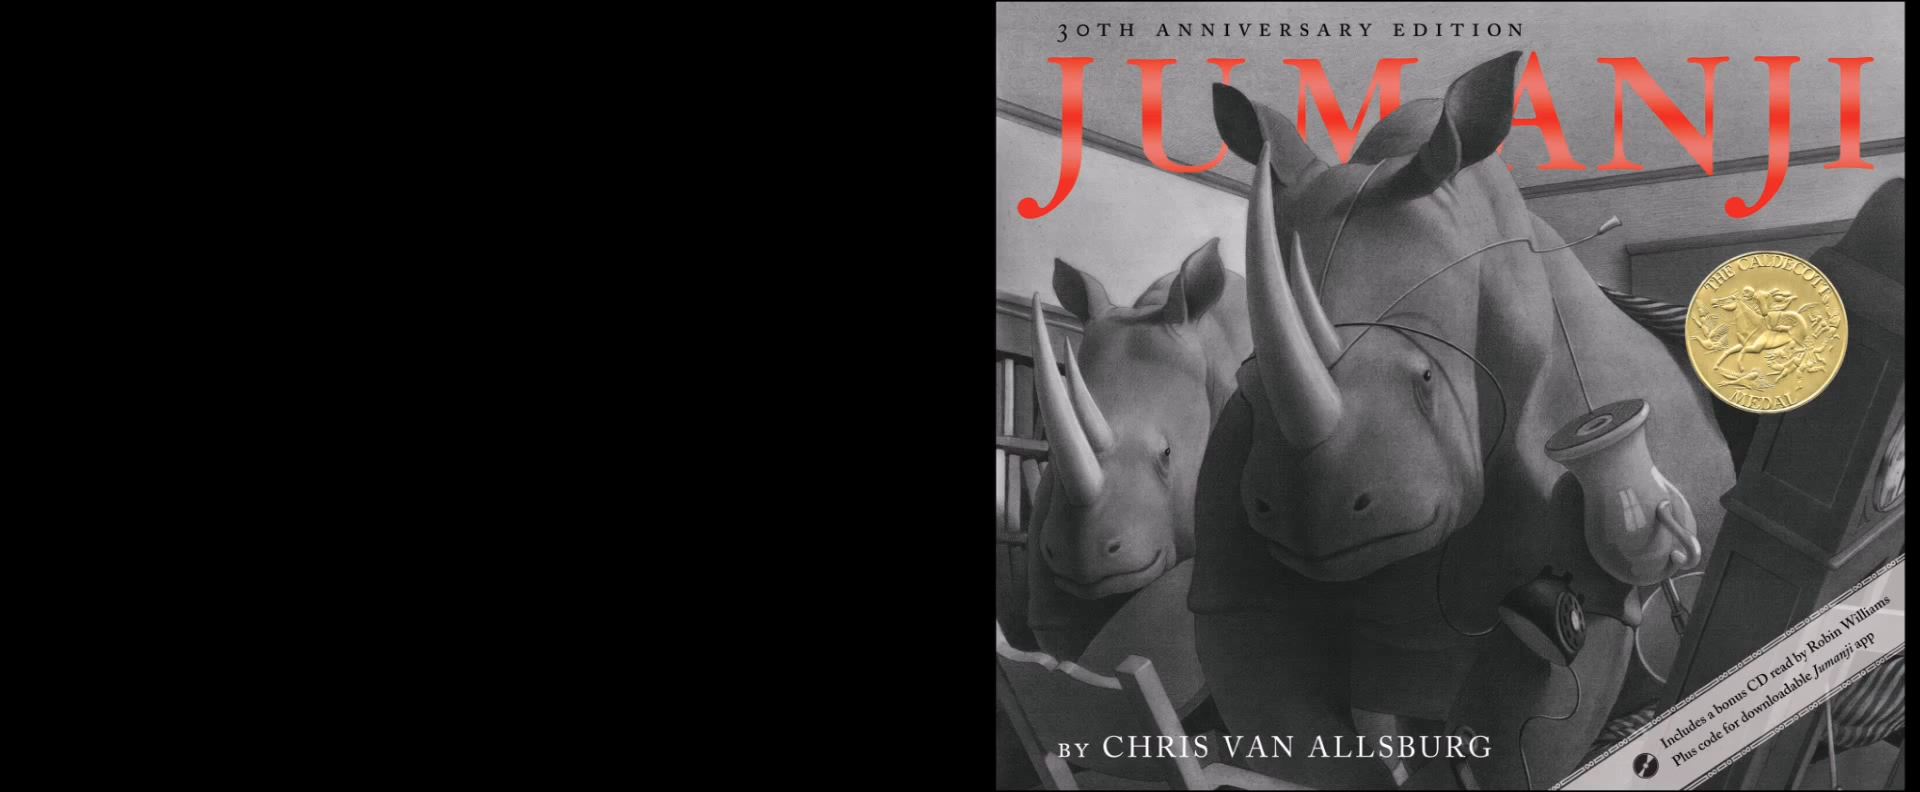 30TH ANNIVERSARY EDITION
JUMANJI
THE CALDECOTT
MEDAL
Includes a bonus CD read by Robin Williams
Plus code for downloadable Jumanji app
BY CHRIS VAN ALLSBURG